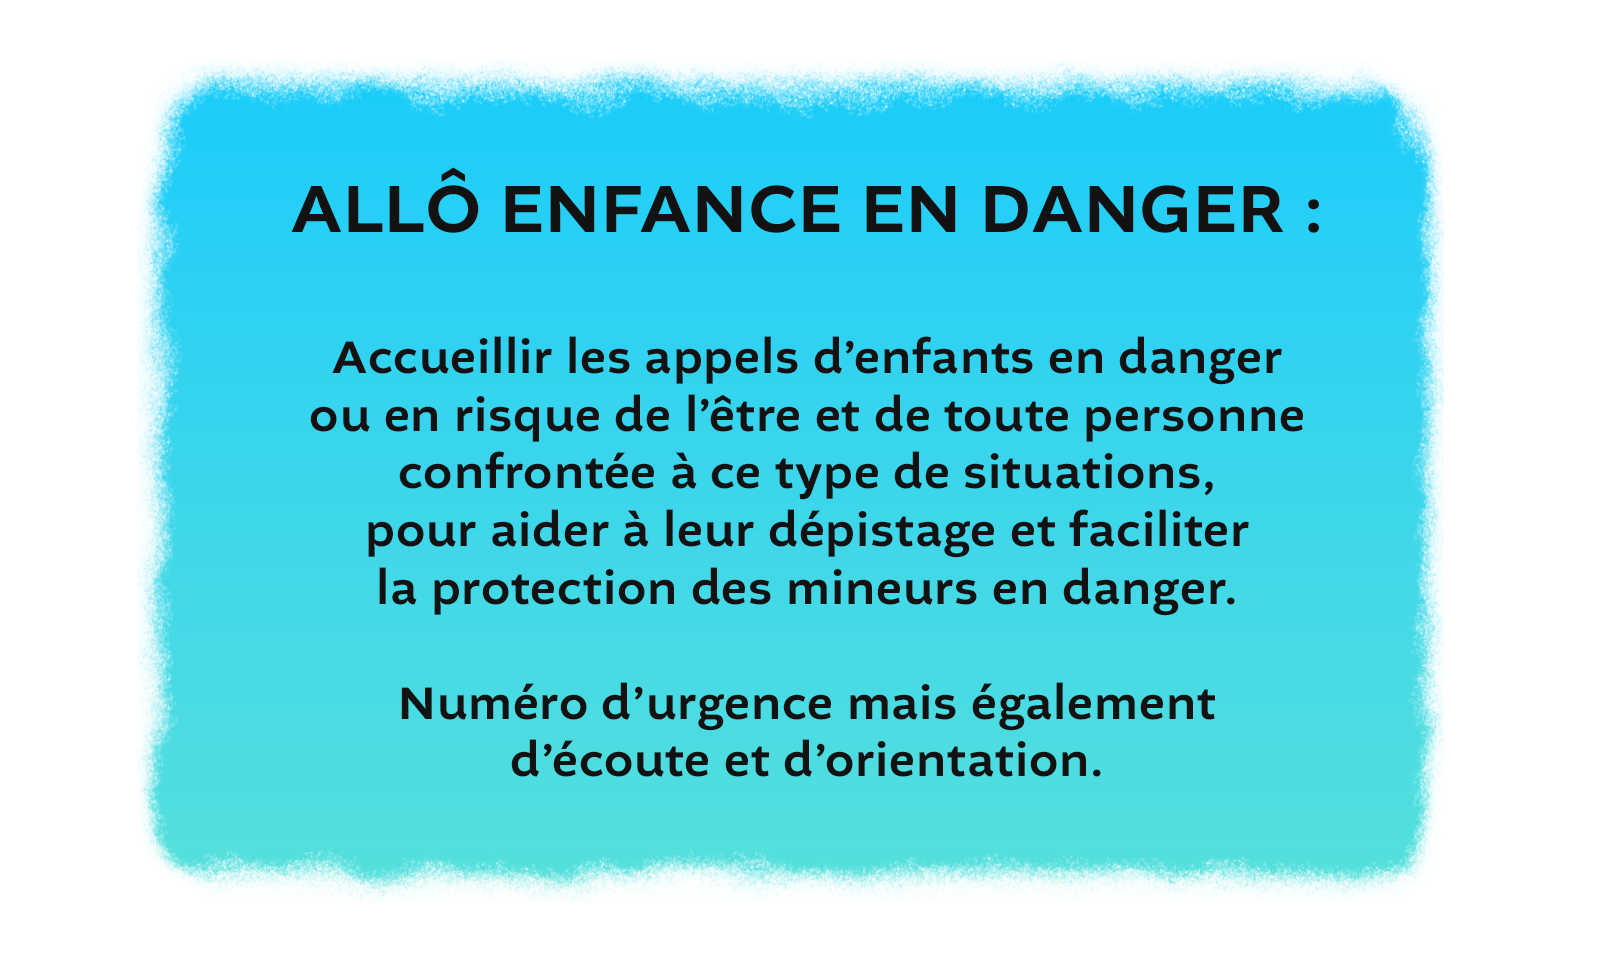 ALLÔ ENFANCE EN DANGER :
Accueillir les appels d’enfants en danger
ou en risque de l’être et de toute personne
confrontée à ce type de situations,
pour aider à leur dépistage et faciliter
la protection des mineurs en danger.
Numéro d’urgence mais également
d’écoute et d’orientation.